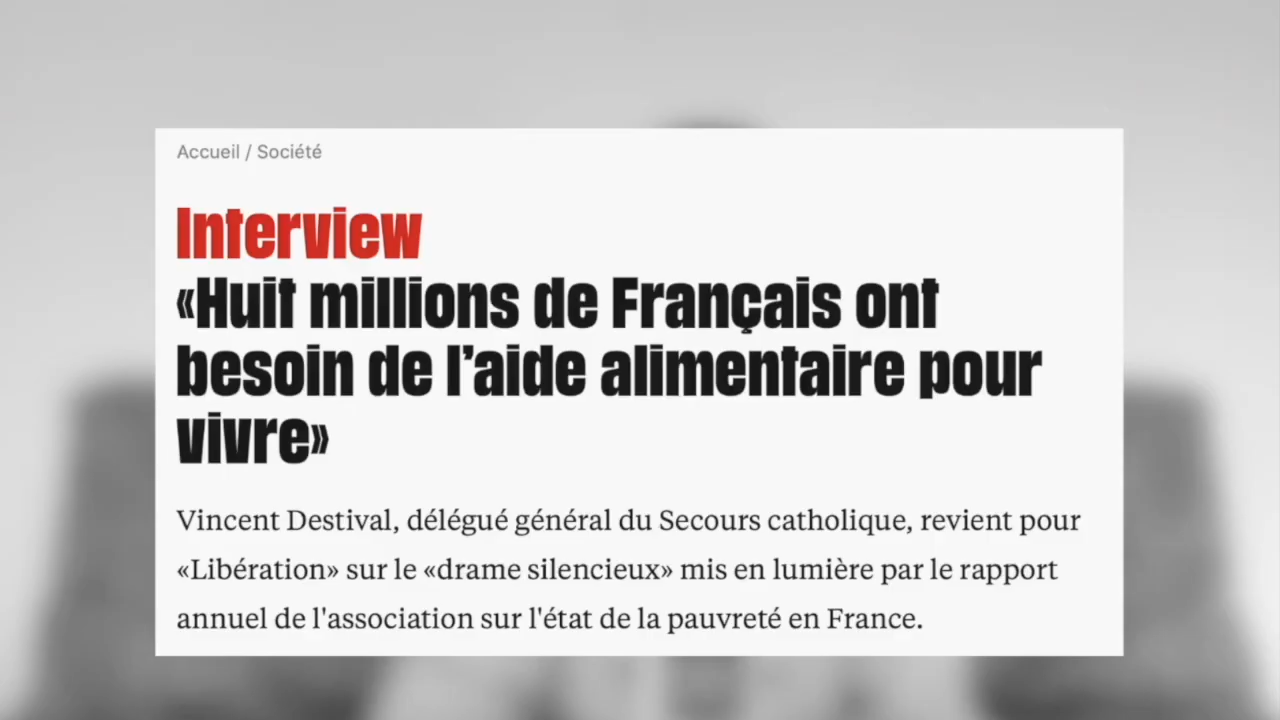 Accueil / Société
Interview
«Huit millions de Français ont
besoin de l’aide alimentaire pour
vivre»
Vincent Destival, délégué général du Secours catholique, revient pour
«Libération» sur le «drame silencieux» mis en lumière par le rapport
annuel de l'association sur l'état de la pauvreté en France.